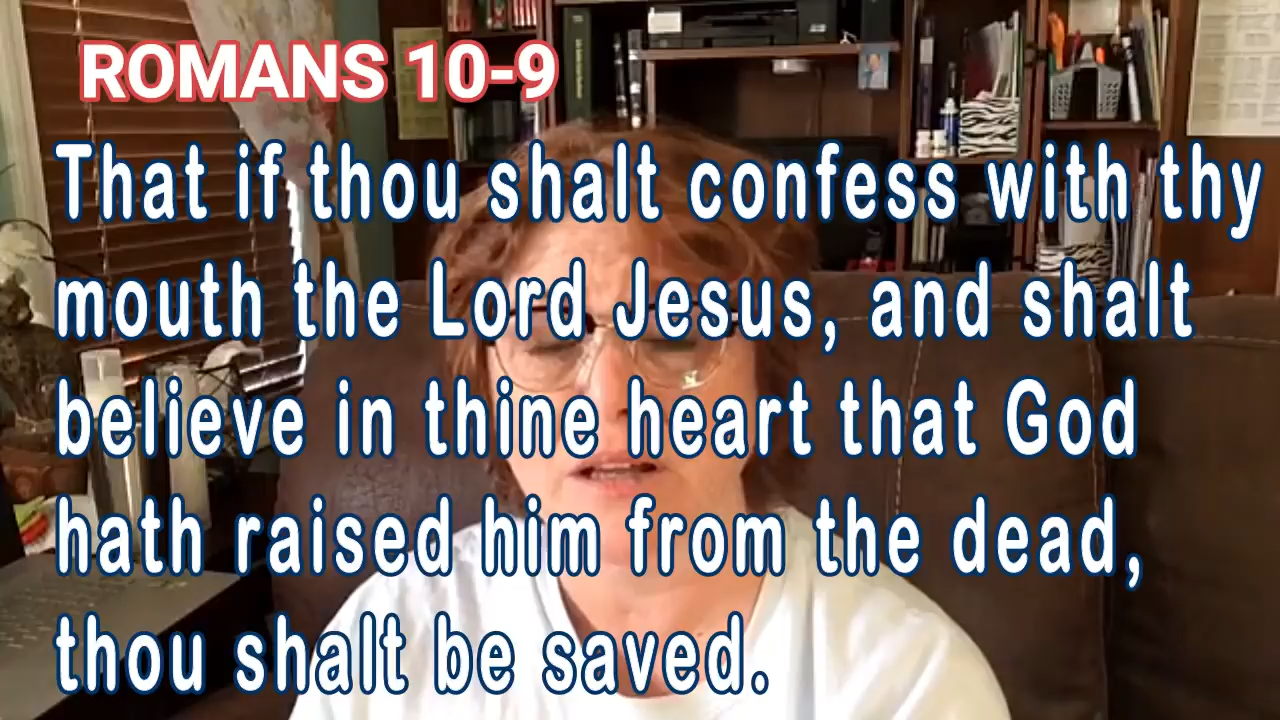 ROMANS 10-9
That if thou shalt confess with thy
mouth the Lord Jesus, and shalt
believe in thine heart that God
hath raised him from the dead,
thou shalt be saved.